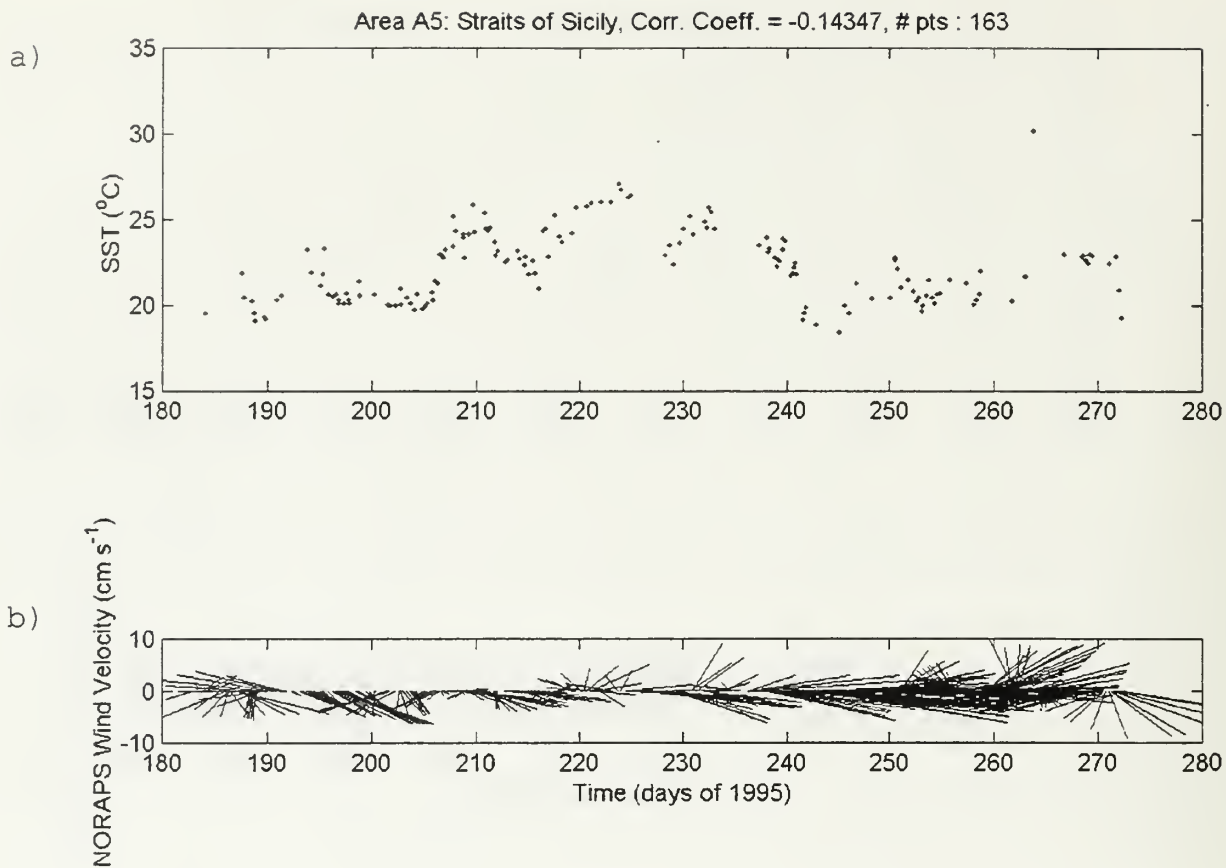 Area A5: Straits of Sicily, Corr. Coeff. = -0.14347, # pts : 163
a)
35
30
25
20
15
SST (°C)
180 190 200 210 220 230 240 250 260 270 280
b)
NORAPS Wind Velocity (cm s⁻¹)
10
0
-10
180 190 200 210 220 230 240 250 260 270 280
Time (days of 1995)